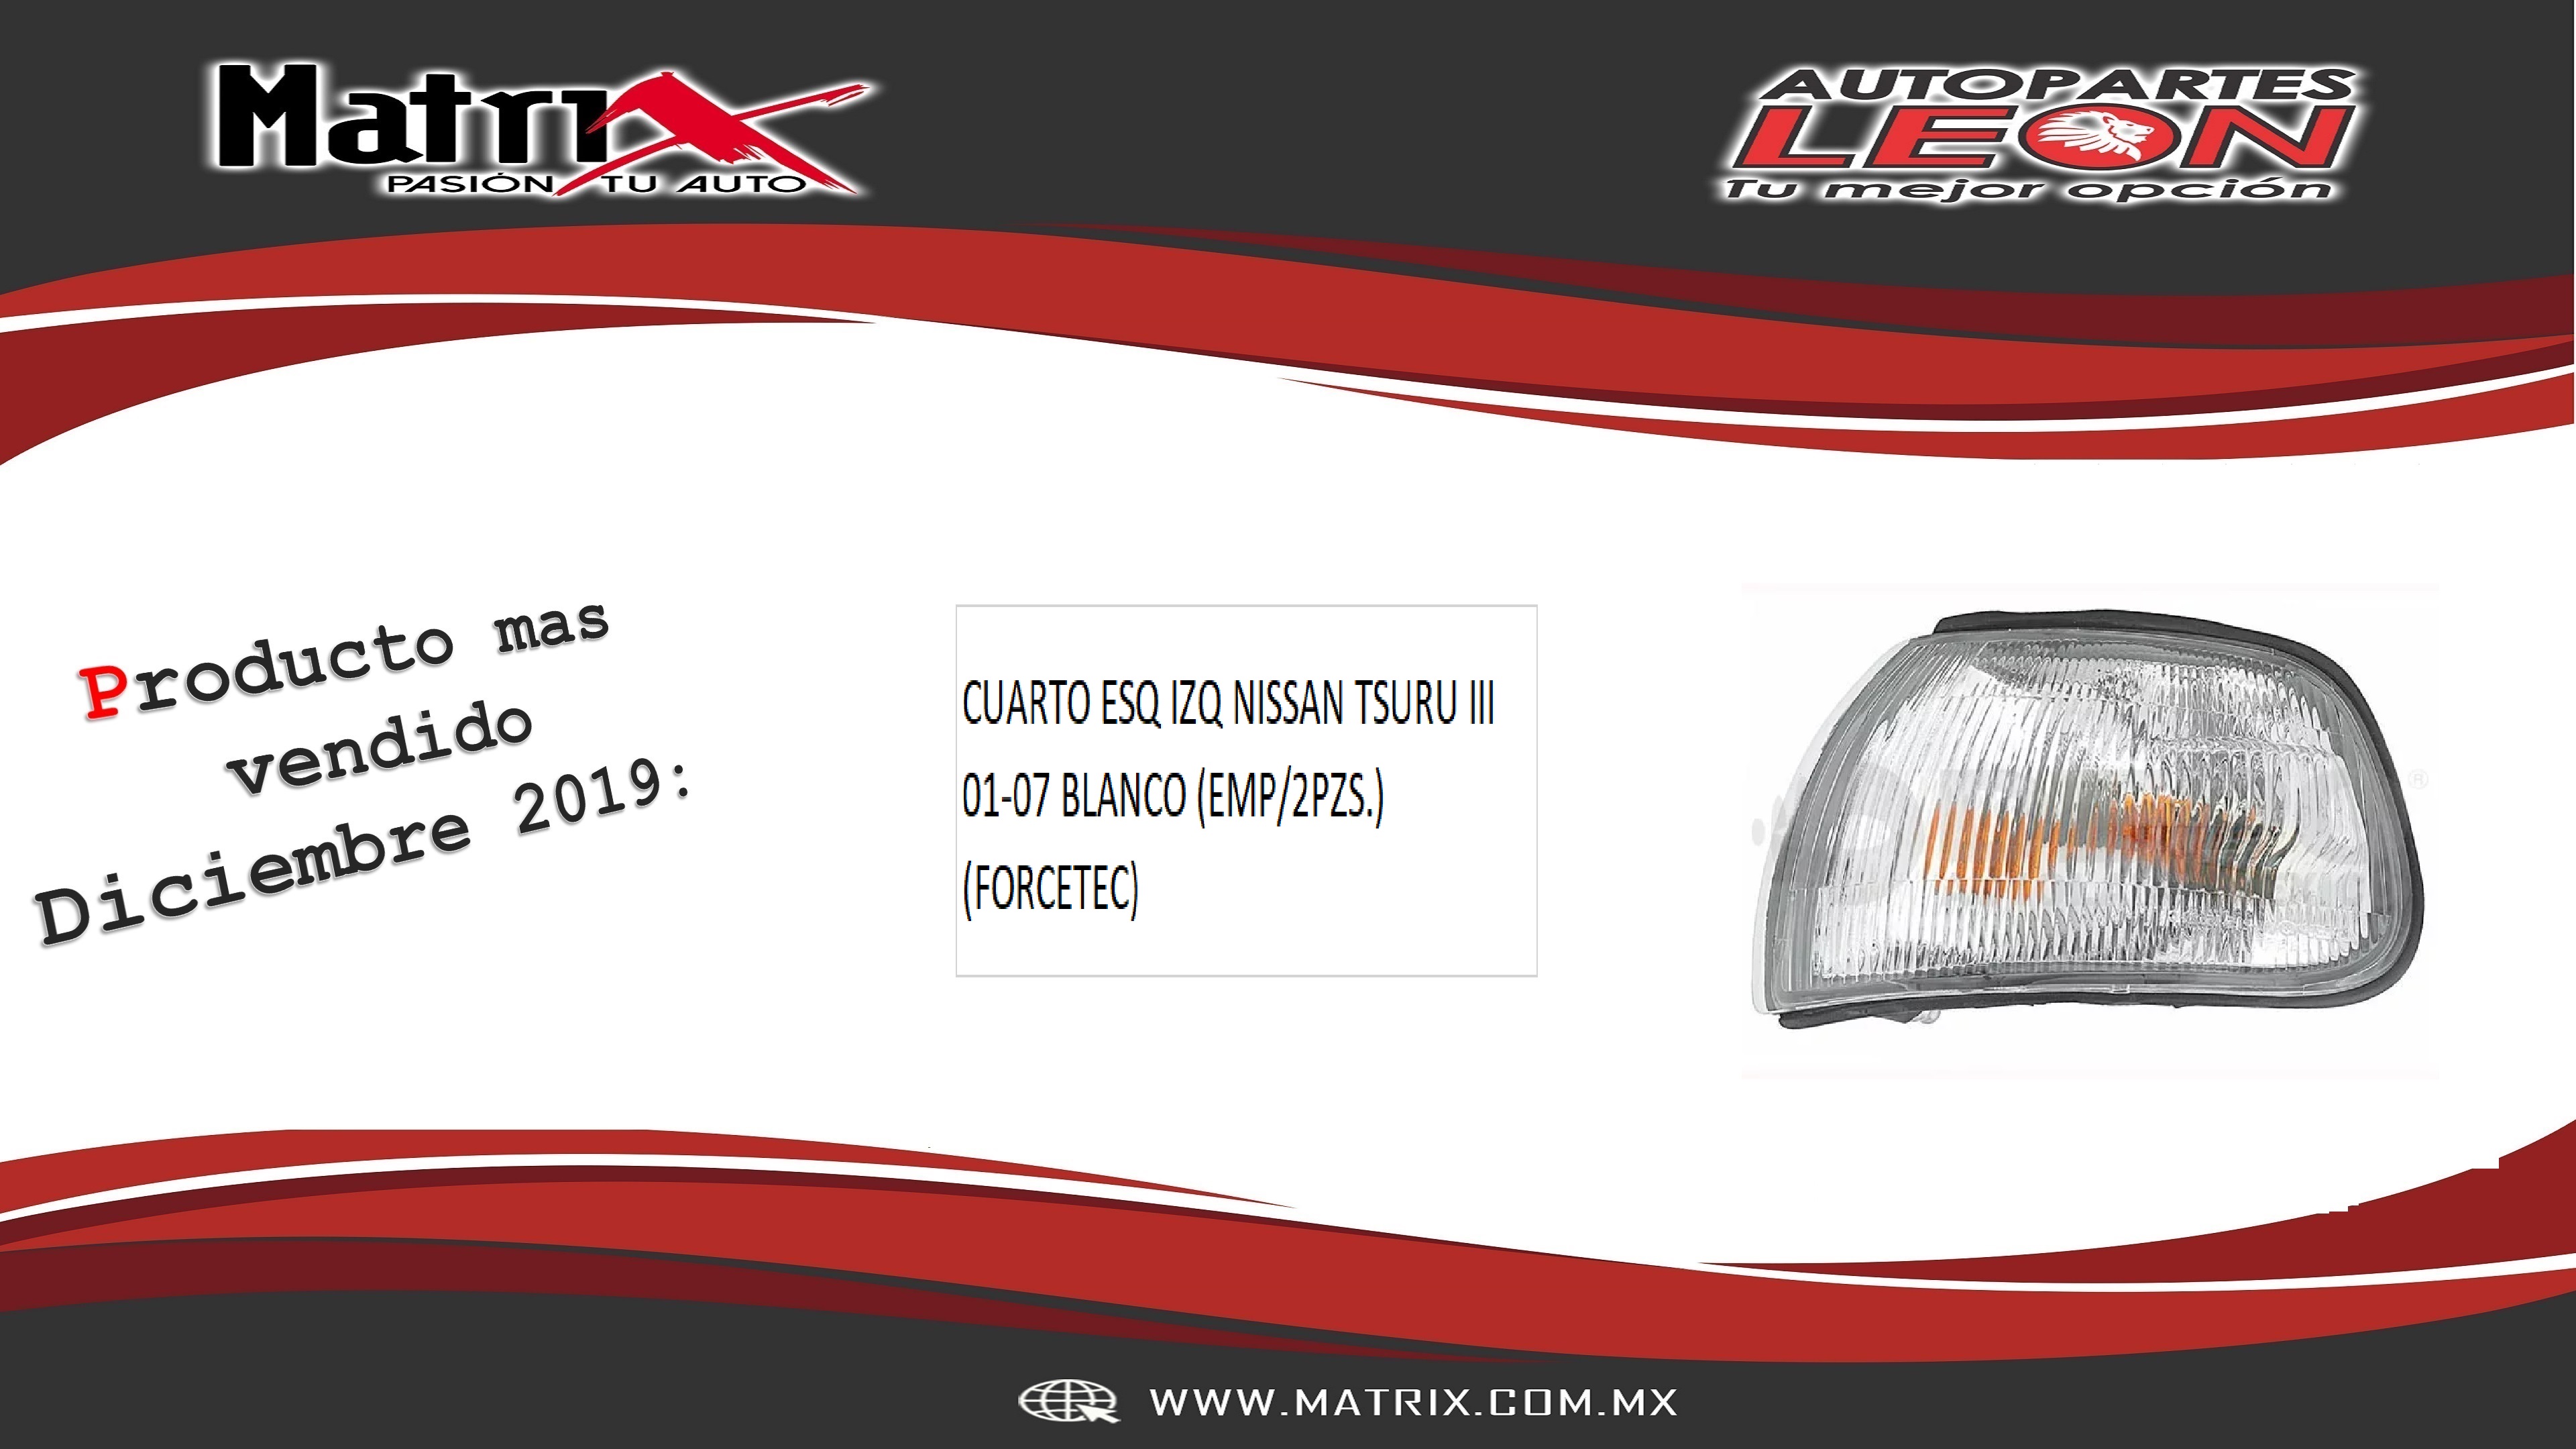 Matrix
PASIÓN X TU AUTO
AUTOPARTES
LEON
Tu mejor opción
Producto mas
vendido
Diciembre 2019:
CUARTO ESQ IZQ NISSAN TSURU III
01-07 BLANCO (EMP/2PZS.)
(FORCETEC)
®
WWW.MATRIX.COM.MX